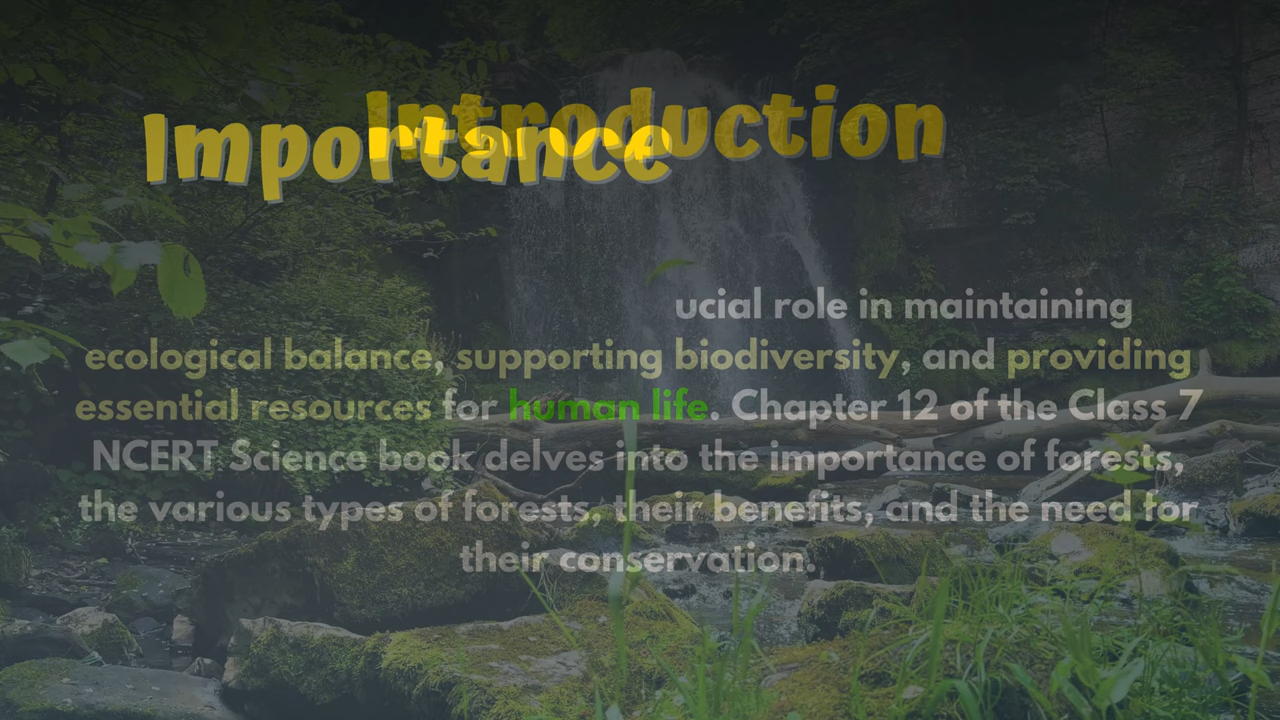 Introduction
Importance
ucial role in maintaining
ecological balance, supporting biodiversity, and providing
essential resources for human life. Chapter 12 of the Class 7
NCERT Science book delves into the importance of forests,
the various types of forests, their benefits, and the need for
their conservation.